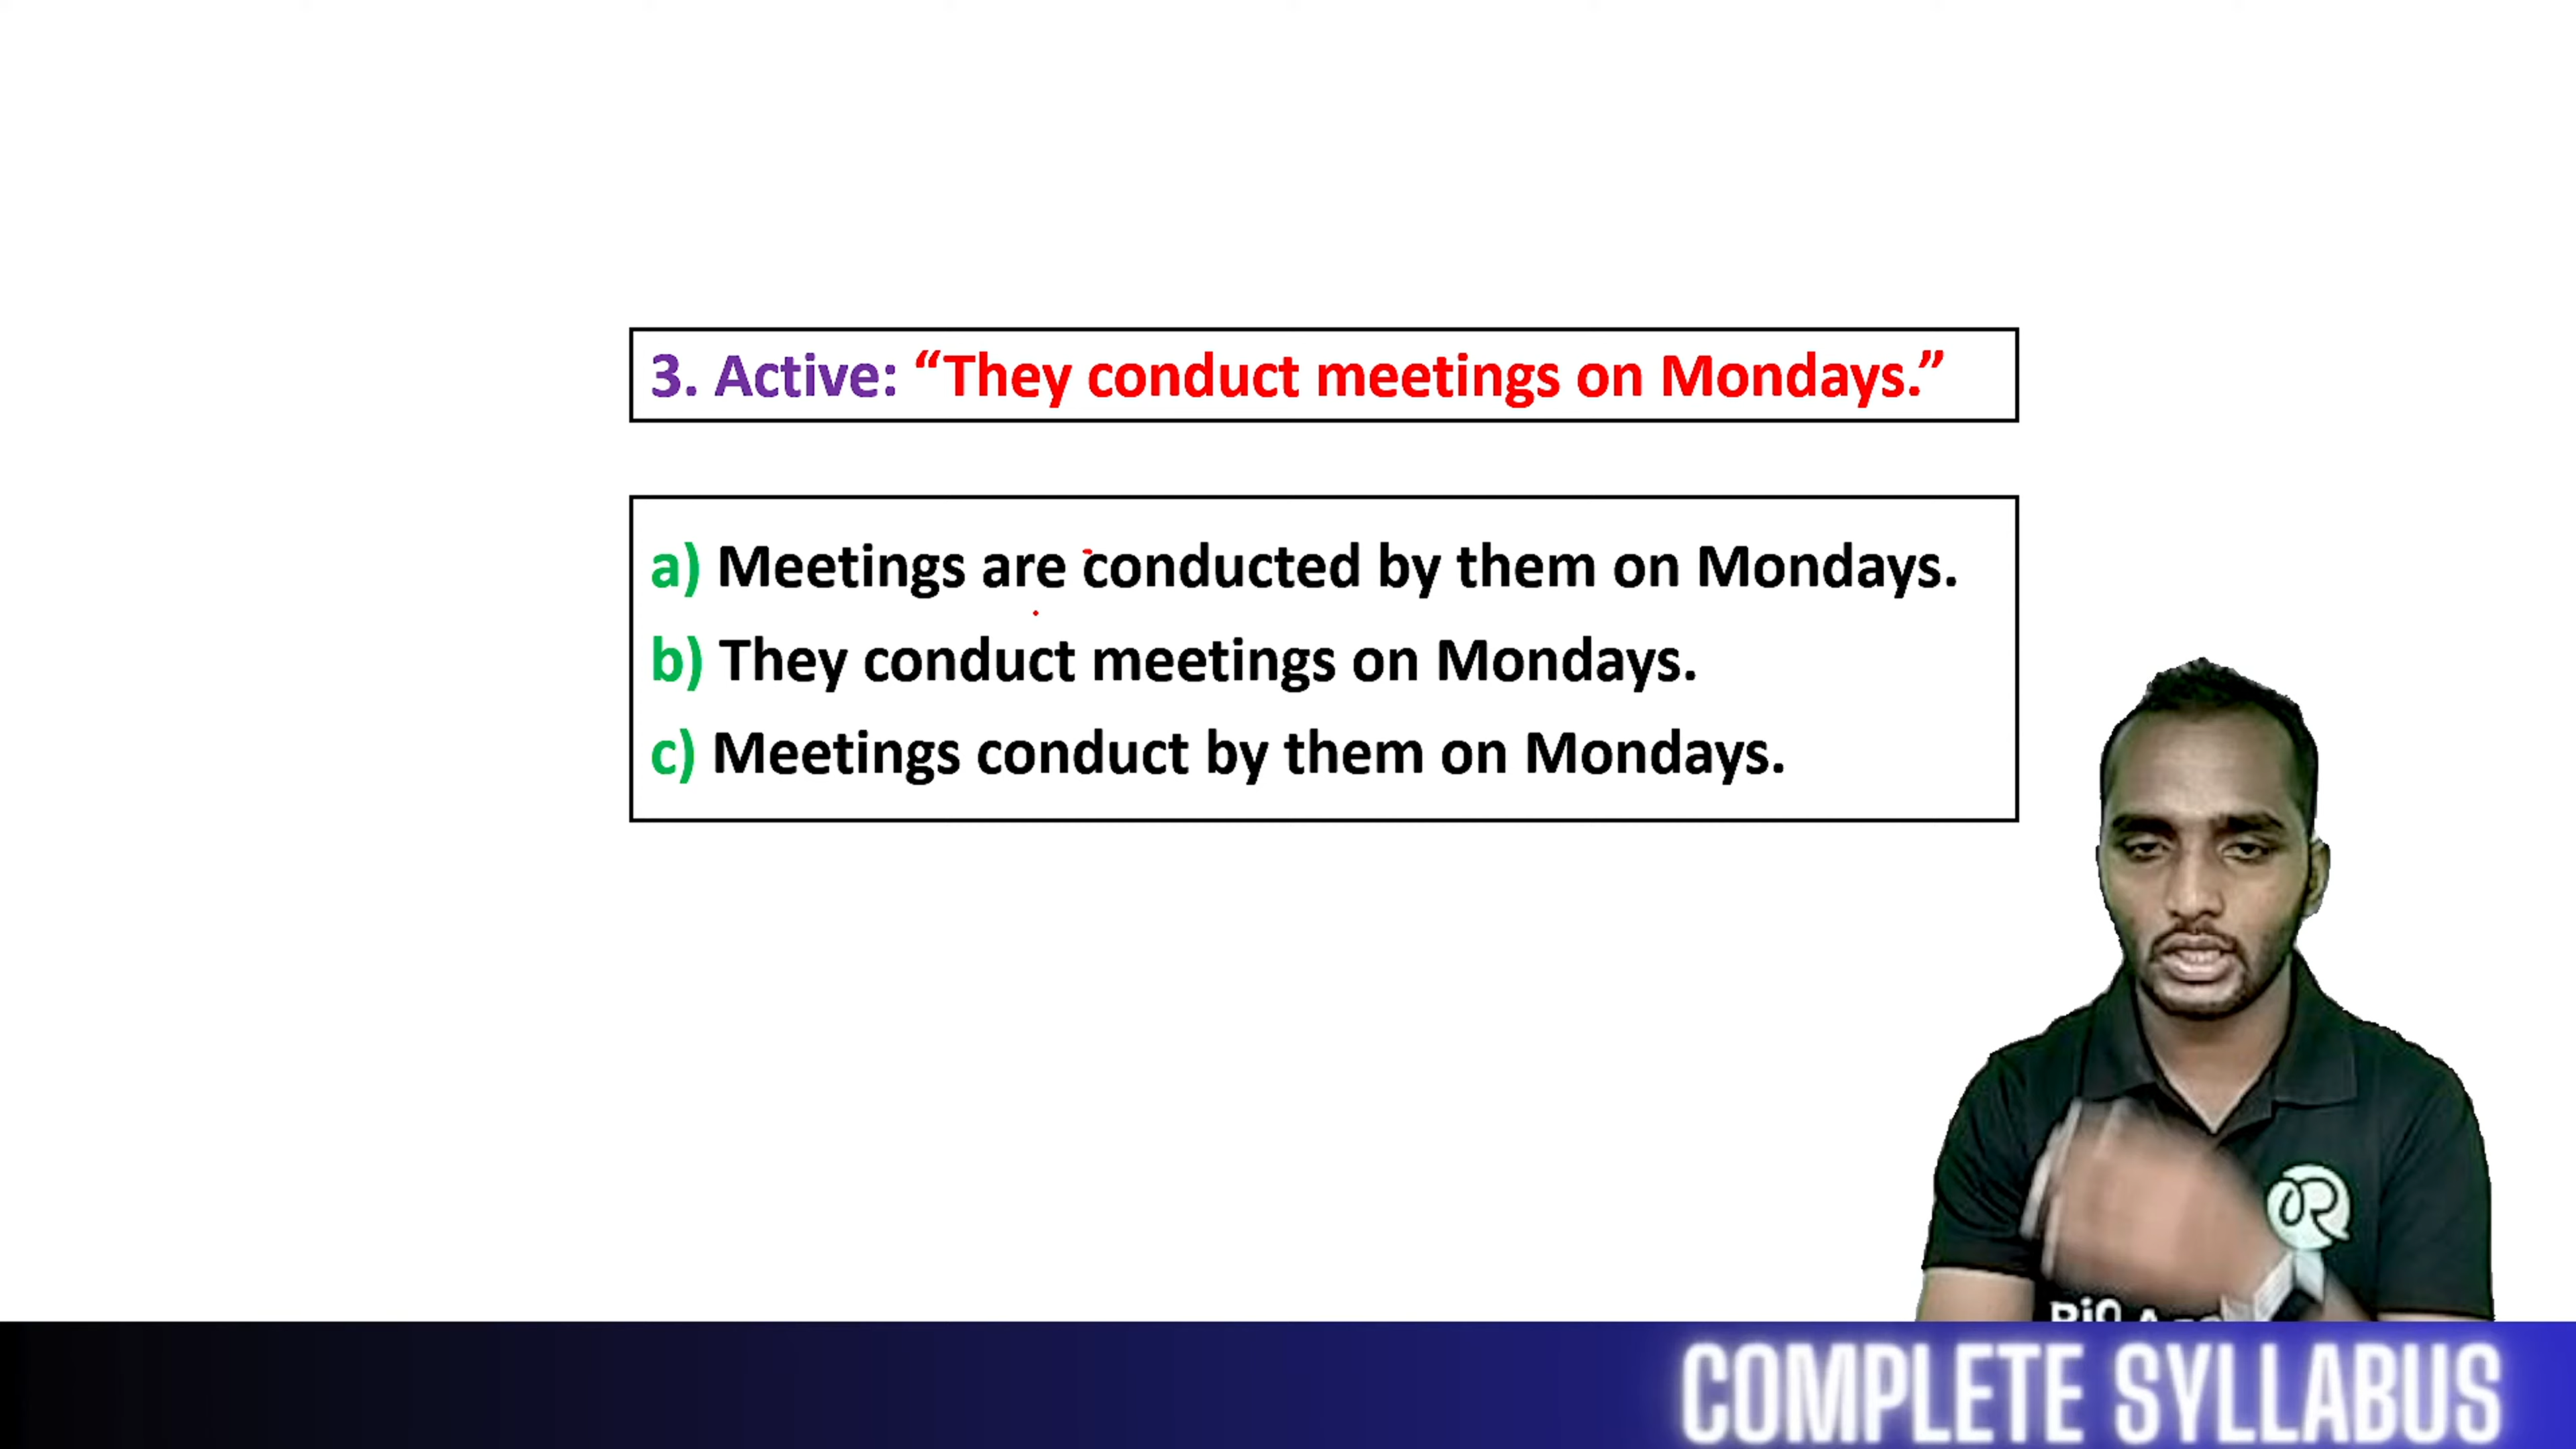 3. Active: “They conduct meetings on Mondays.”
a) Meetings are conducted by them on Mondays.
b) They conduct meetings on Mondays.
c) Meetings conduct by them on Mondays.
COMPLETE SYLLABUS